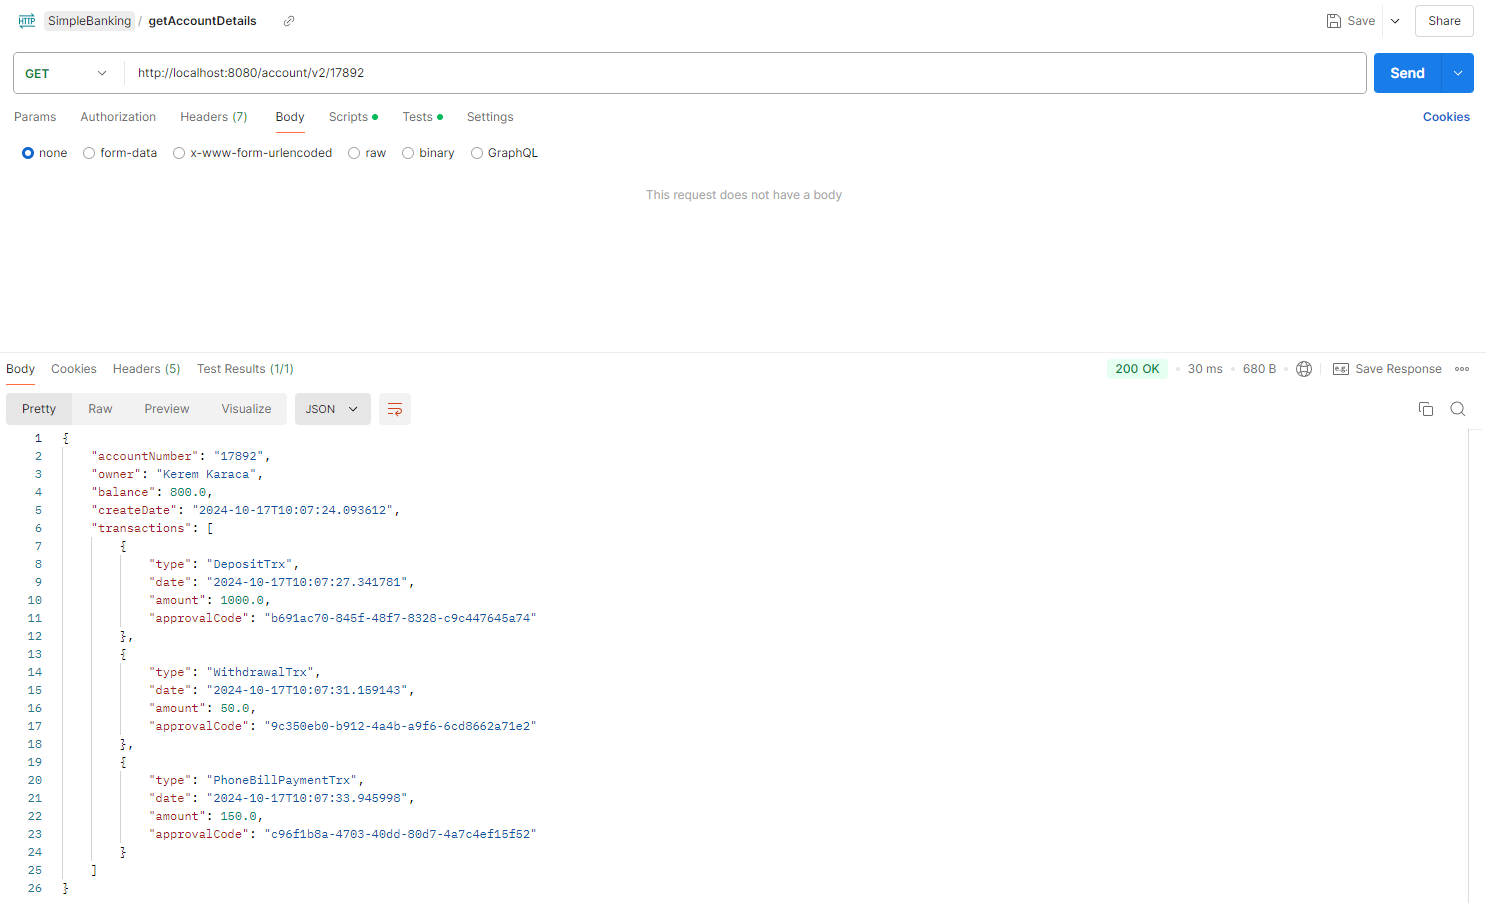 HTTP SimpleBanking / getAccountDetails Save Share
GET http://localhost:8080/account/v2/17892 Send
Params Authorization Headers (7) Body Scripts Tests Settings Cookies
none form-data x-www-form-urlencoded raw binary GraphQL
This request does not have a body
Body Cookies Headers (5) Test Results (1/1) 200 OK 30 ms 680 B e.g. Save Response
Pretty Raw Preview Visualize JSON
1 {
2 "accountNumber": "17892",
3 "owner": "Kerem Karaca",
4 "balance": 800.0,
5 "createDate": "2024-10-17T10:07:24.093612",
6 "transactions": [
7 {
8 "type": "DepositTrx",
9 "date": "2024-10-17T10:07:27.341781",
10 "amount": 1000.0,
11 "approvalCode": "b691ac70-845f-48f7-8328-c9c447645a74"
12 },
13 {
14 "type": "WithdrawalTrx",
15 "date": "2024-10-17T10:07:31.159143",
16 "amount": 50.0,
17 "approvalCode": "9c350eb0-b912-4a4b-a9f6-6cd8662a71e2"
18 },
19 {
20 "type": "PhoneBillPaymentTrx",
21 "date": "2024-10-17T10:07:33.945998",
22 "amount": 150.0,
23 "approvalCode": "c96f1b8a-4703-40dd-80d7-4a7c4ef15f52"
24 }
25 ]
26 }